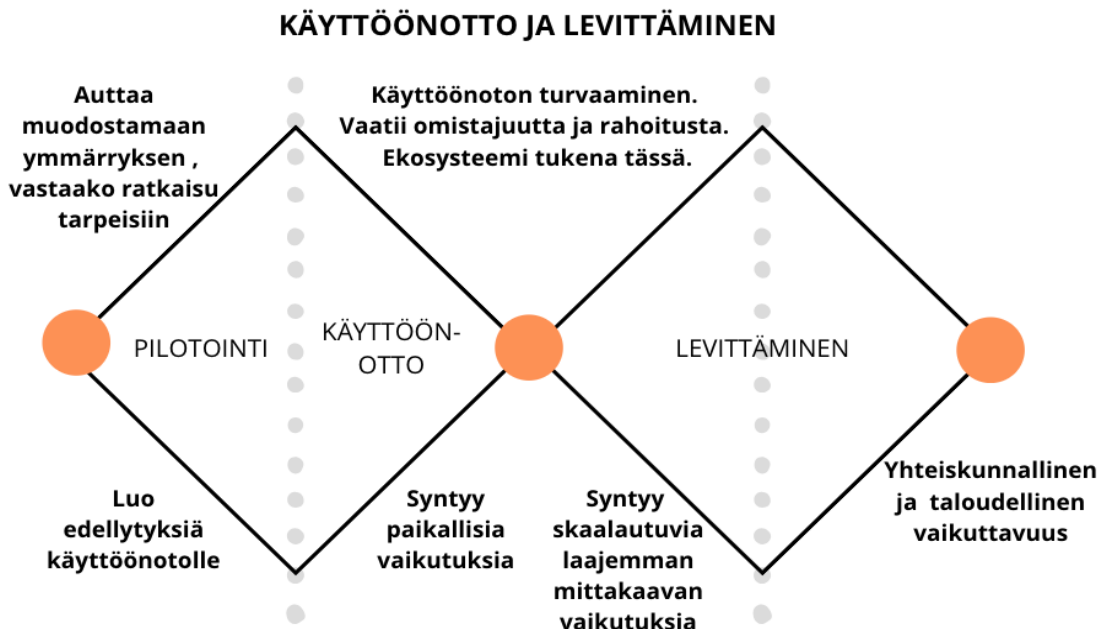 KÄYTTÖÖNOTTO JA LEVITTÄMINEN
Auttaa
muodostamaan
ymmärryksen ,
vastaako ratkaisu
tarpeisiin
Käyttöönoton turvaaminen.
Vaatii omistajuutta ja rahoitusta.
Ekosysteemi tukena tässä.
PILOTOINTI
KÄYTTÖÖN-
OTTO
LEVITTÄMINEN
Luo
edellytyksiä
käyttöönotolle
Syntyy
paikallisia
vaikutuksia
Syntyy
skaalautuvia
laajemman
mittakaavan
vaikutuksia
Yhteiskunnallinen
ja taloudellinen
vaikuttavuus